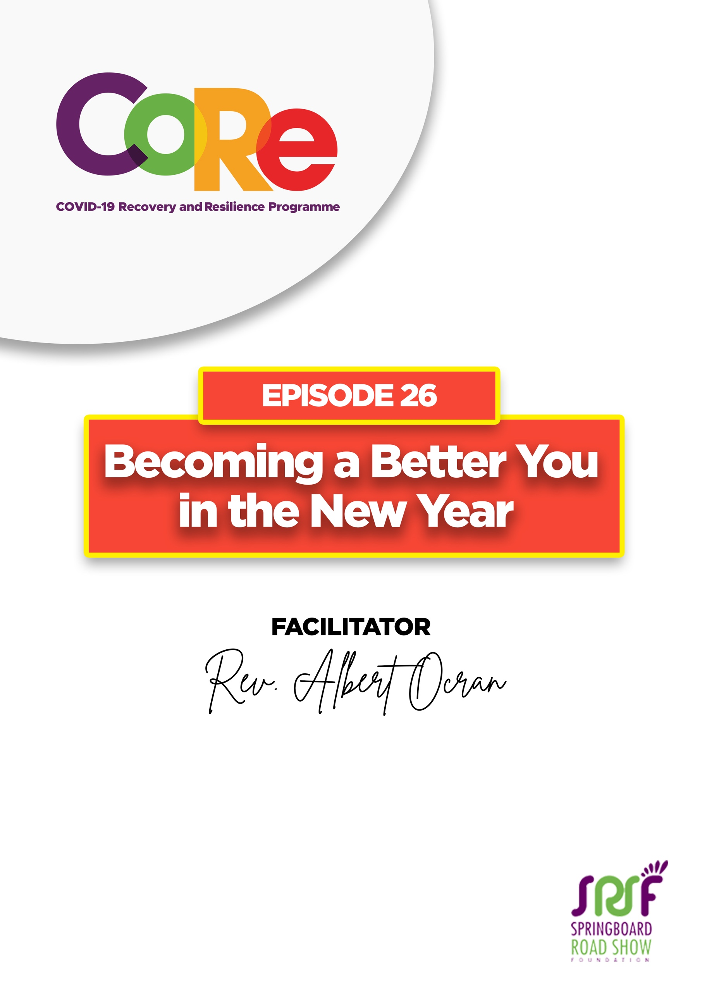 CoRe
COVID-19 Recovery and Resilience Programme
EPISODE 26
Becoming a Better You
in the New Year
FACILITATOR
Rev. Albert Ocran
SRSF
SPRINGBOARD
ROAD SHOW
FOUNDATION